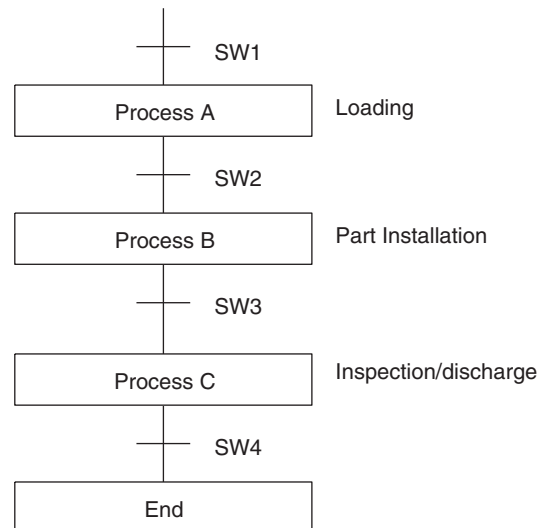 SW1
Process A
Loading
SW2
Process B
Part Installation
SW3
Process C
Inspection/discharge
SW4
End